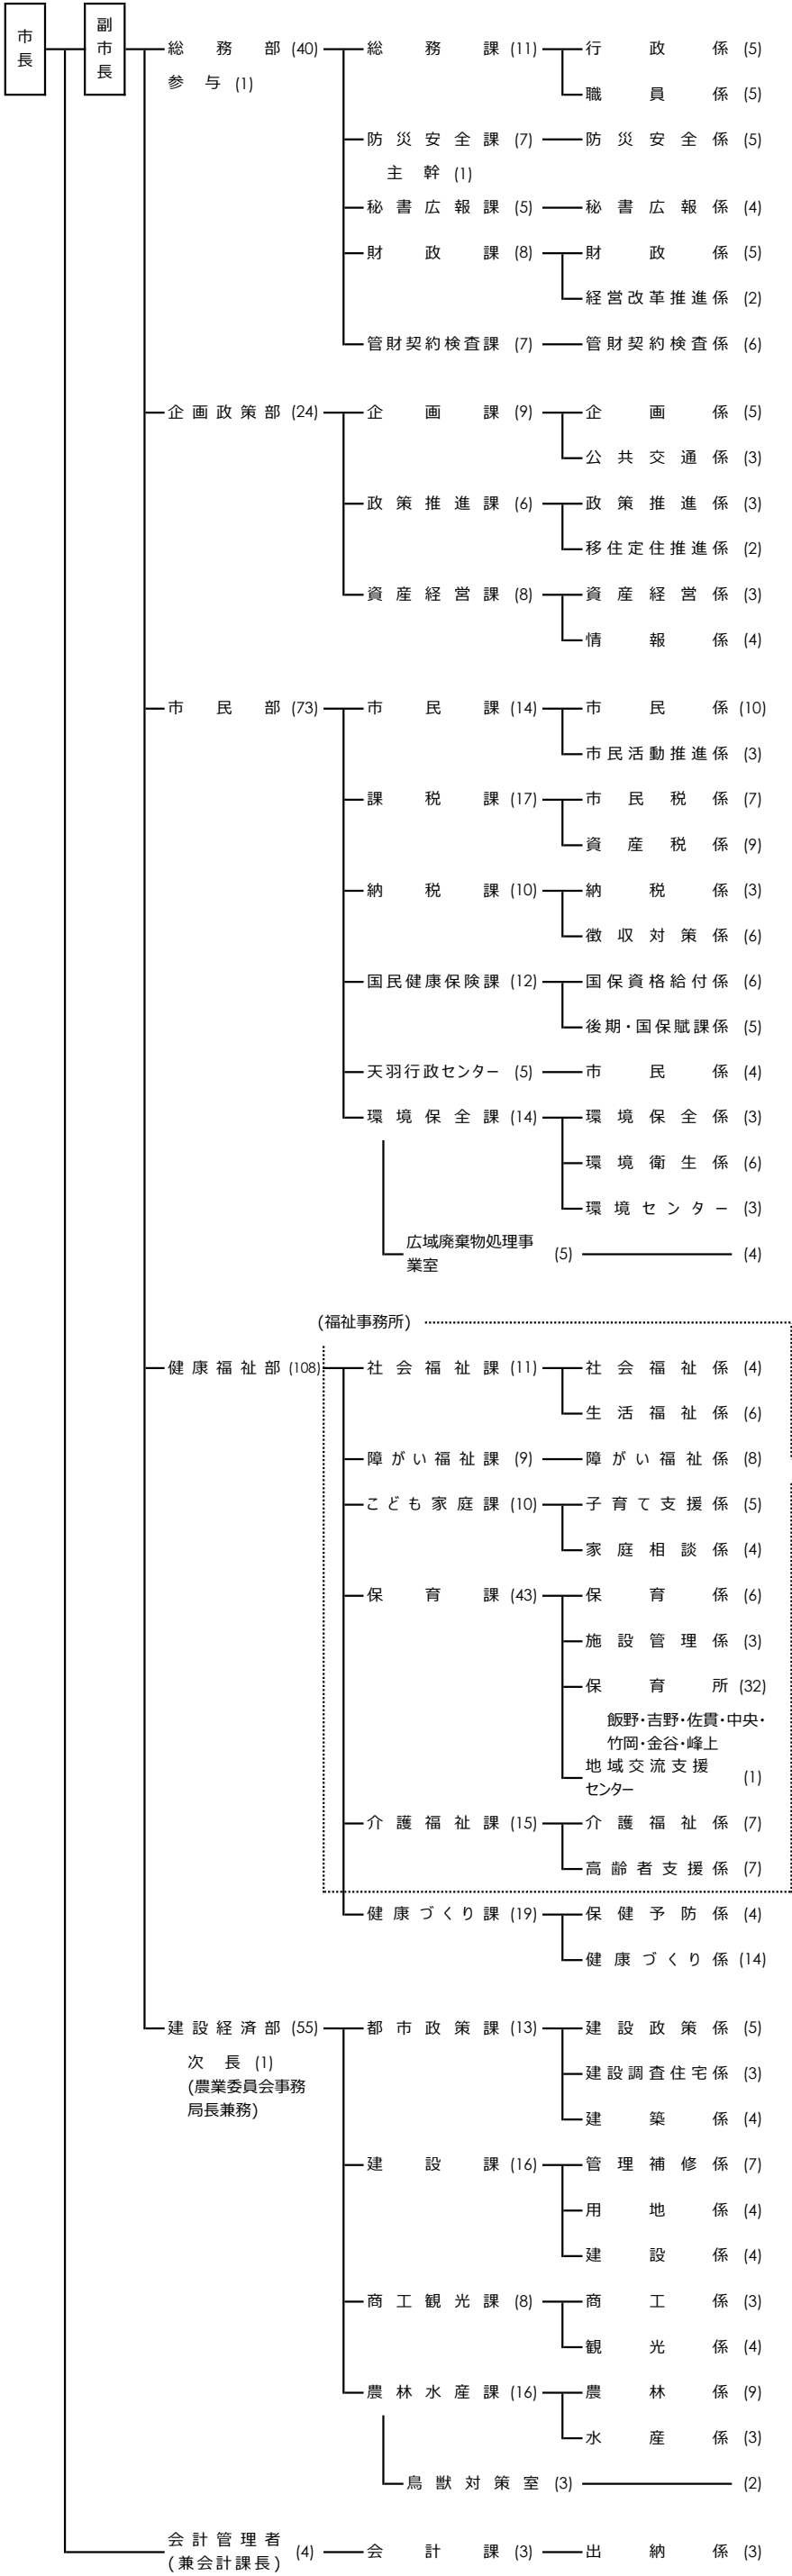 市長
副市長
総務部 (40) 総務課 (11) 行政係 (5)
参与 (1)
職員係 (5)
防災安全課 (7) 防災安全係 (5)
主幹 (1)
秘書広報課 (5) 秘書広報係 (4)
財政課 (8) 財政係 (5)
経営改革推進係 (2)
管財契約検査課 (7) 管財契約検査係 (6)
企画政策部 (24) 企画課 (9) 企画係 (5)
公共交通係 (3)
政策推進課 (6) 政策推進係 (3)
移住定住推進係 (2)
資産経営課 (8) 資産経営係 (3)
情報係 (4)
市民部 (73) 市民課 (14) 市民係 (10)
市民活動推進係 (3)
課税課 (17) 市民税係 (7)
資産税係 (9)
納税課 (10) 納税係 (3)
徴収対策係 (6)
国民健康保険課 (12) 国保資格給付係 (6)
後期・国保賦課係 (5)
天羽行政センター (5) 市民係 (4)
環境保全課 (14) 環境保全係 (3)
環境衛生係 (6)
環境センター (3)
広域廃棄物処理事
業室 (5) (4)
(福祉事務所)
健康福祉部 (108) 社会福祉課 (11) 社会福祉係 (4)
生活福祉係 (6)
障がい福祉課 (9) 障がい福祉係 (8)
こども家庭課 (10) 子育て支援係 (5)
家庭相談係 (4)
保育課 (43) 保育係 (6)
施設管理係 (3)
保育所 (32)
飯野・吉野・佐貫・中央・
竹岡・金谷・峰上
地域交流支援
センター (1)
介護福祉課 (15) 介護福祉係 (7)
高齢者支援係 (7)
健康づくり課 (19) 保健予防係 (4)
健康づくり係 (14)
建設経済部 (55) 都市政策課 (13) 建設政策係 (5)
次長 (1)
(農業委員会事務
局長兼務)
建設調査住宅係 (3)
建築係 (4)
建設課 (16) 管理補修係 (7)
用地係 (4)
建設係 (4)
商工観光課 (8) 商工係 (3)
観光係 (4)
農林水産課 (16) 農林係 (9)
水産係 (3)
鳥獣対策室 (3) (2)
会計管理者
(兼会計課長) (4) 会計課 (3) 出納係 (3)